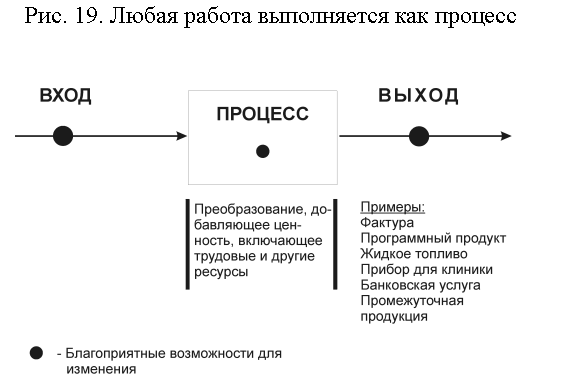 Рис. 19. Любая работа выполняется как процесс
ВХОД
ПРОЦЕСС
ВЫХОД
Преобразование, до-
бавляющее цен-
ность, включающее
трудовые и другие
ресурсы
Примеры:
Фактура
Программный продукт
Жидкое топливо
Прибор для клиники
Банковская услуга
Промежуточная
продукция
- Благоприятные возможности для
изменения